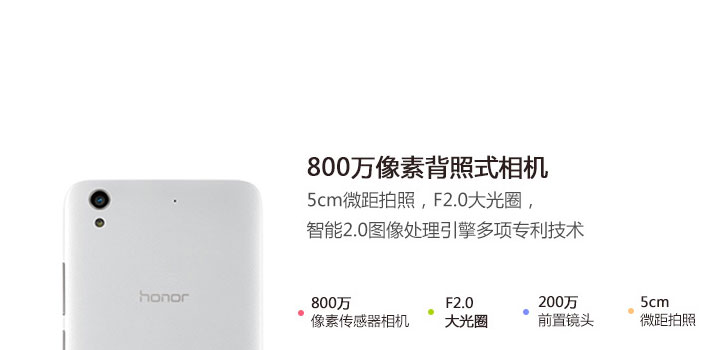 800万像素背照式相机
5cm微距拍照，F2.0大光圈，
智能2.0图像处理引擎多项专利技术
honor
800万
像素传感器相机
F2.0
大光圈
200万
前置镜头
5cm
微距拍照